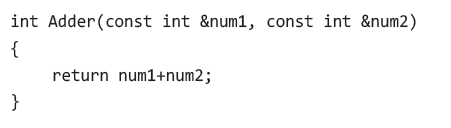 int Adder(const int &num1, const int &num2)
{
     return num1+num2;
}